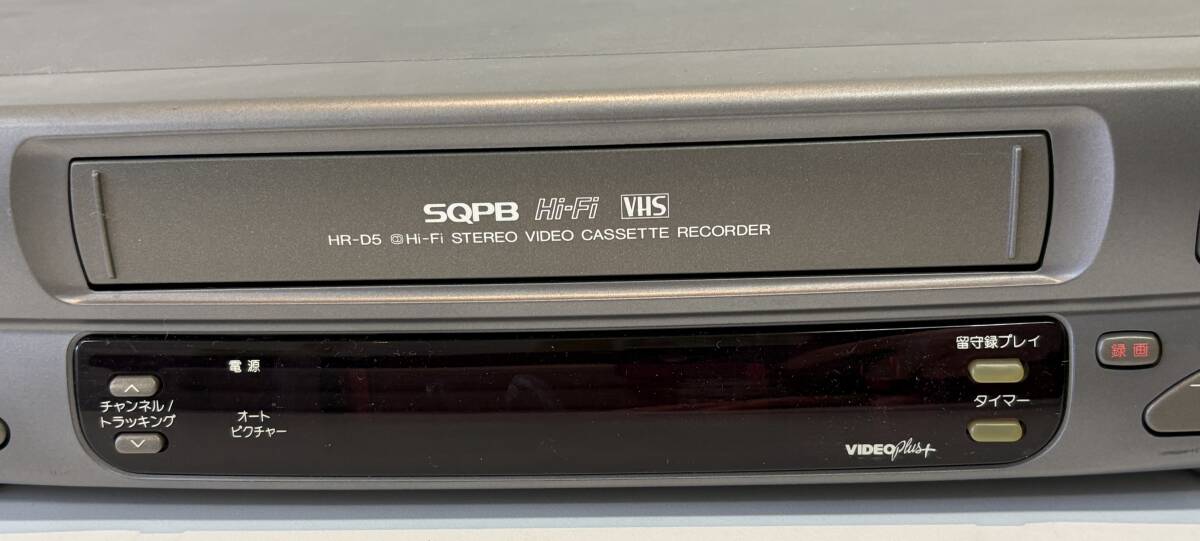 SQPB Hi-Fi VHS
HR-D5 @Hi-Fi STEREO VIDEO CASSETTE RECORDER
留守録プレイ
電源
録画
チャンネル/
トラッキング
オート
ピクチャー
タイマー
VIDEO Plus+